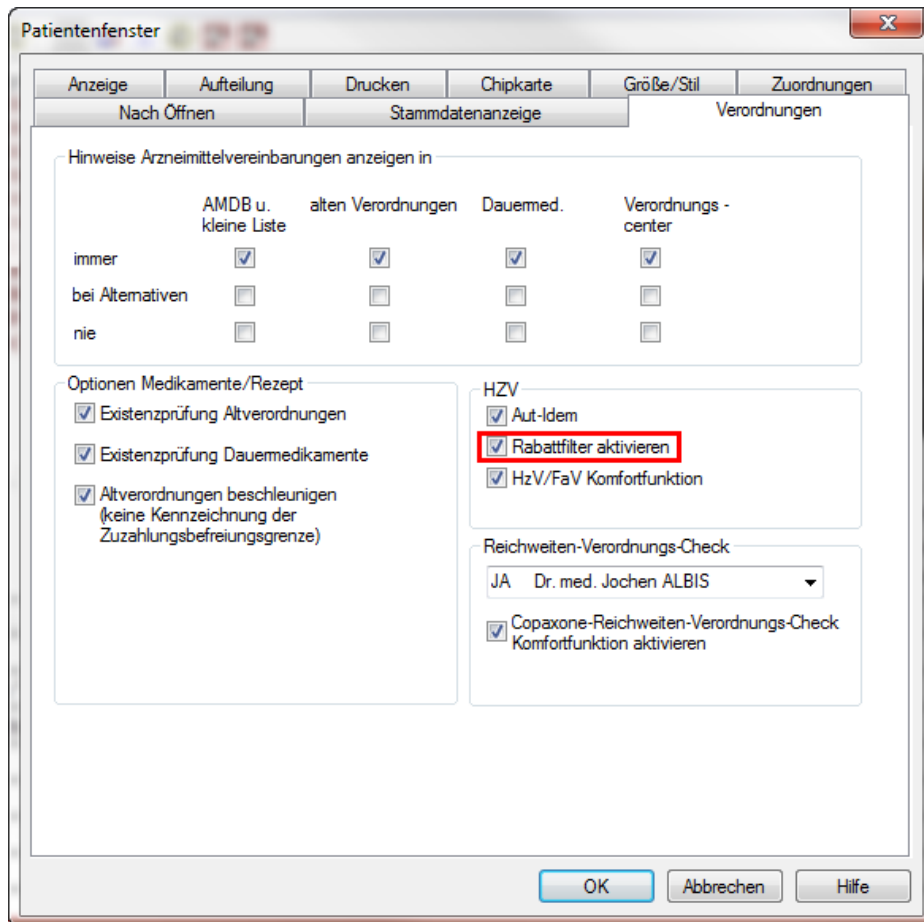 Patientenfenster
Anzeige Aufteilung Drucken Chipkarte Größe/Stil Zuordnungen
Nach Öffnen Stammdatenanzeige Verordnungen
Hinweise Arzneimittelvereinbarungen anzeigen in
AMDB u. alten Verordnungen Dauermed. Verordnungs -
kleine Liste center
immer
bei Alternativen
nie
Optionen Medikamente/Rezept
Existenzprüfung Altverordnungen
Existenzprüfung Dauermedikamente
Altverordnungen beschleunigen
(keine Kennzeichnung der
Zuzahlungsbefreiungsgrenze)
HZV
Aut-Idem
Rabattfilter aktivieren
HzV/FaV Komfortfunktion
Reichweiten-Verordnungs-Check
JA Dr. med. Jochen ALBIS
Copaxone-Reichweiten-Verordnungs-Check
Komfortfunktion aktivieren
OK Abbrechen Hilfe